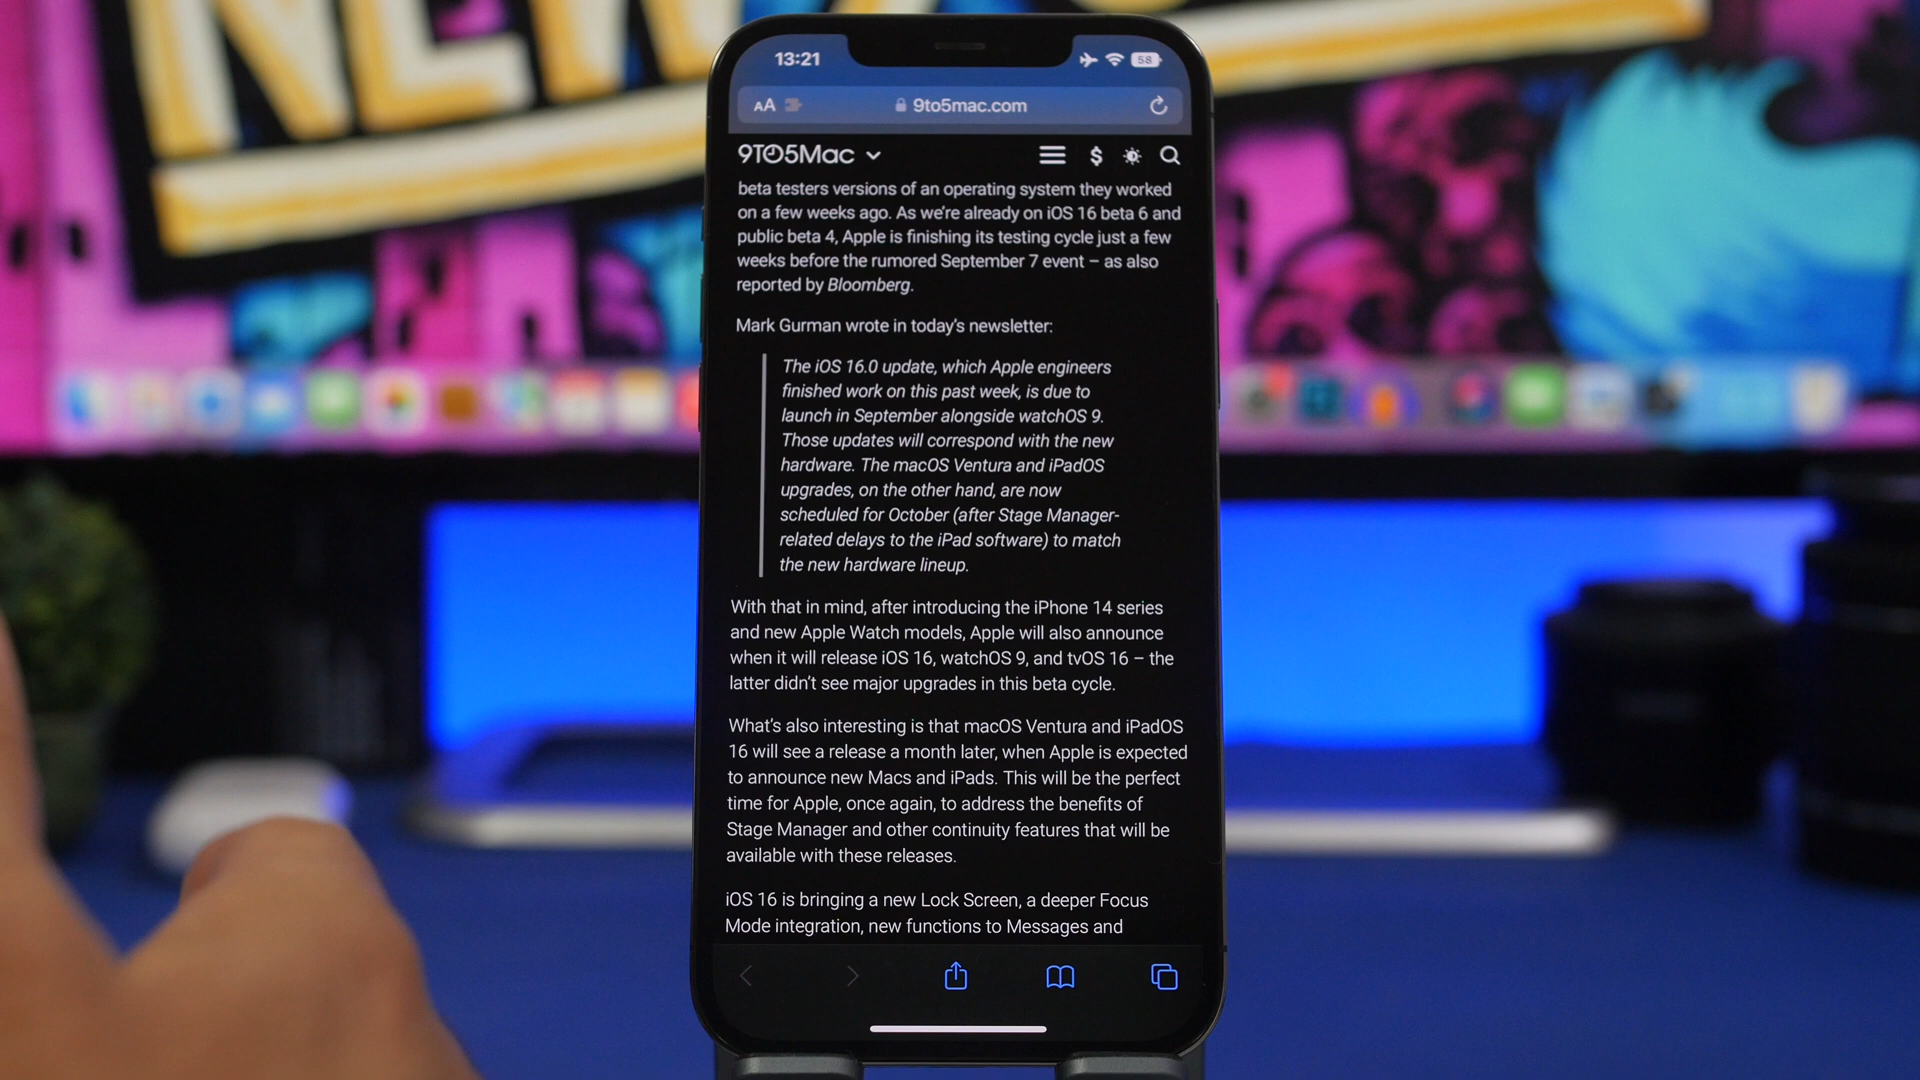 NEW
13:21
58
AA
9to5mac.com
9TO5Mac
$
beta testers versions of an operating system they worked
on a few weeks ago. As we're already on iOS 16 beta 6 and
public beta 4, Apple is finishing its testing cycle just a few
weeks before the rumored September 7 event – as also
reported by Bloomberg.
Mark Gurman wrote in today's newsletter:
The iOS 16.0 update, which Apple engineers
finished work on this past week, is due to
launch in September alongside watchOS 9.
Those updates will correspond with the new
hardware. The macOS Ventura and iPadOS
upgrades, on the other hand, are now
scheduled for October (after Stage Manager-
related delays to the iPad software) to match
the new hardware lineup.
With that in mind, after introducing the iPhone 14 series
and new Apple Watch models, Apple will also announce
when it will release iOS 16, watchOS 9, and tvOS 16 – the
latter didn't see major upgrades in this beta cycle.
What's also interesting is that macOS Ventura and iPadOS
16 will see a release a month later, when Apple is expected
to announce new Macs and iPads. This will be the perfect
time for Apple, once again, to address the benefits of
Stage Manager and other continuity features that will be
available with these releases.
iOS 16 is bringing a new Lock Screen, a deeper Focus
Mode integration, new functions to Messages and